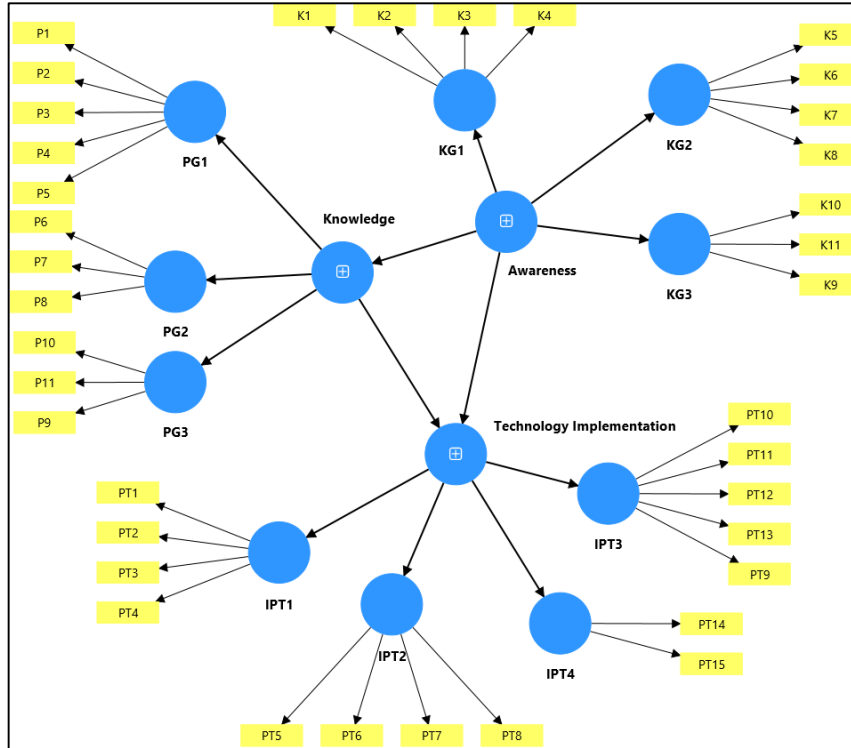 K1
K2
K3
K4
P1
P2
P3
P4
P5
PG1
KG1
K5
K6
K7
K8
KG2
P6
P7
P8
PG2
Knowledge
Awareness
K10
K11
K9
KG3
P10
P11
P9
PG3
Technology Implementation
PT10
PT11
PT12
PT13
PT9
IPT3
PT1
PT2
PT3
PT4
IPT1
IPT2
IPT4
PT14
PT15
PT5
PT6
PT7
PT8